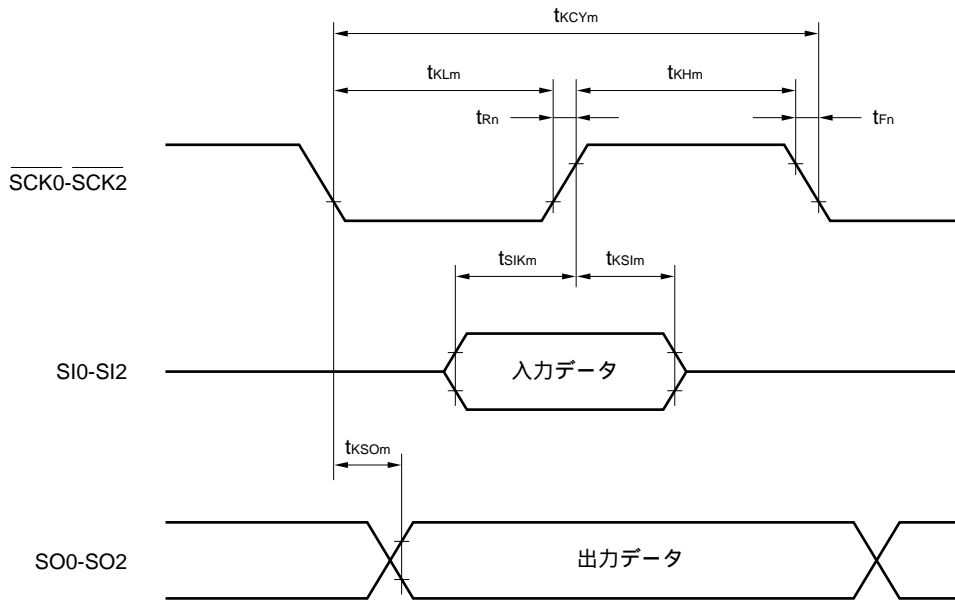 tKCYm
tKLm
tKHm
tRn
tFn
SCK0-SCK2
tSIKm
tKSIm
SI0-SI2
入力データ
tKSOm
SO0-SO2
出力データ